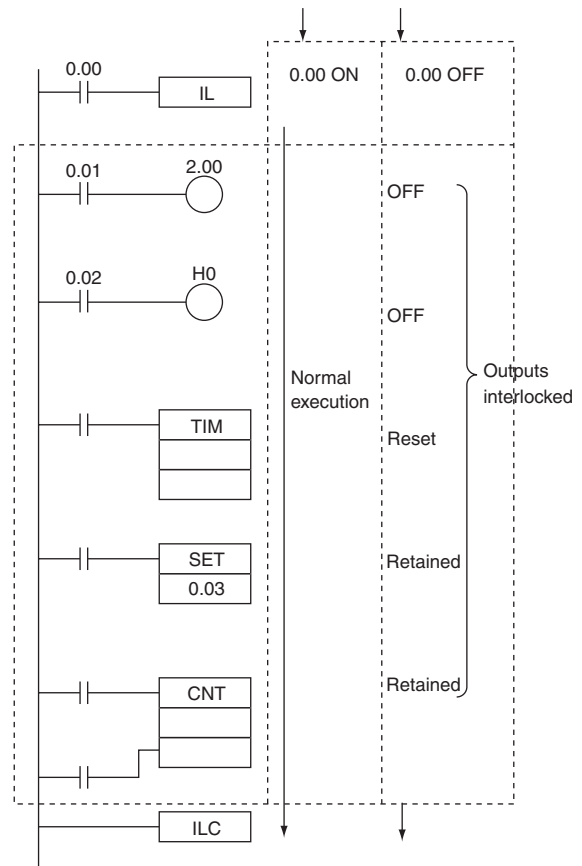 0.00
IL
0.00 ON
0.00 OFF
0.01
2.00
OFF
0.02
H0
OFF
Normal
execution
Outputs
interlocked
TIM
Reset
SET
0.03
Retained
CNT
Retained
ILC